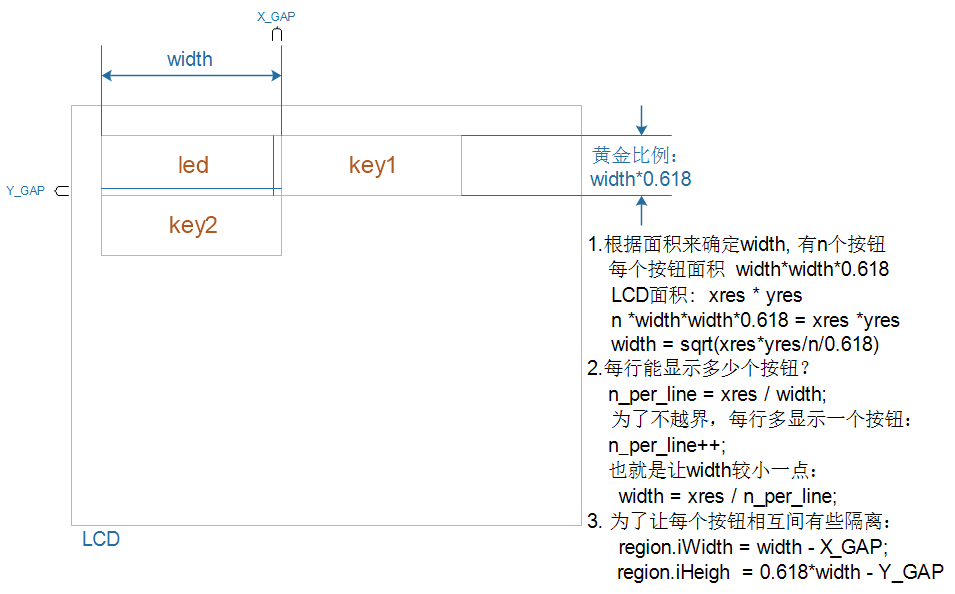 X_GAP
width
led
key1
黄金比例：
width*0.618
Y_GAP
key2
1.根据面积来确定width, 有n个按钮
每个按钮面积 width*width*0.618
LCD面积： xres * yres
n *width*width*0.618 = xres *yres
width = sqrt(xres*yres/n/0.618)
2.每行能显示多少个按钮？
n_per_line = xres / width;
为了不越界，每行多显示一个按钮：
n_per_line++;
也就是让width较小一点：
width = xres / n_per_line;
3. 为了让每个按钮相互间有些隔离：
region.iWidth = width - X_GAP;
region.iHeigh = 0.618*width - Y_GAP
LCD